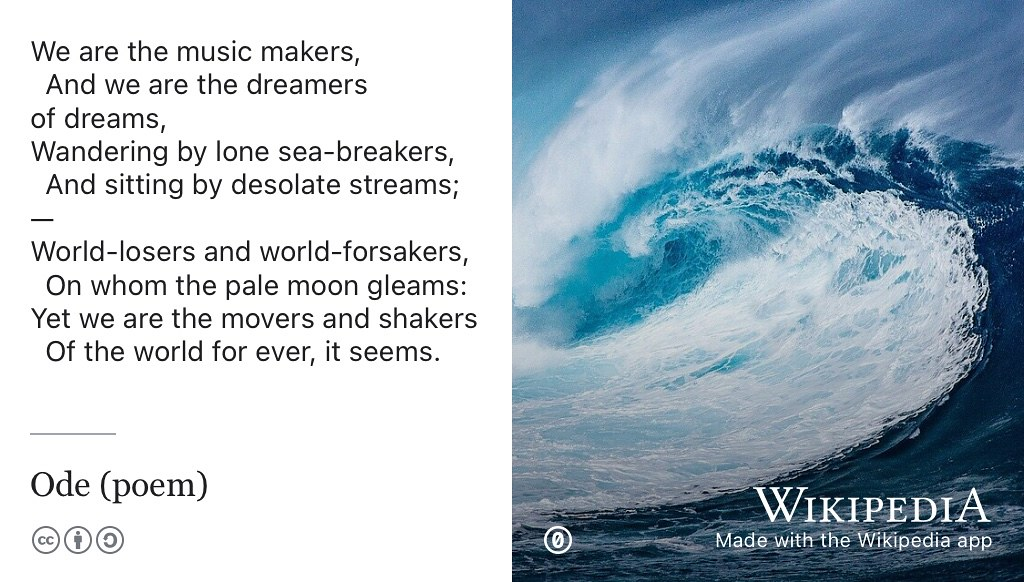 We are the music makers,
And we are the dreamers
of dreams,
Wandering by lone sea-breakers,
And sitting by desolate streams;
—
World-losers and world-forsakers,
On whom the pale moon gleams:
Yet we are the movers and shakers
Of the world for ever, it seems.
Ode (poem)
cc
0
WIKIPEDIA
Made with the Wikipedia app